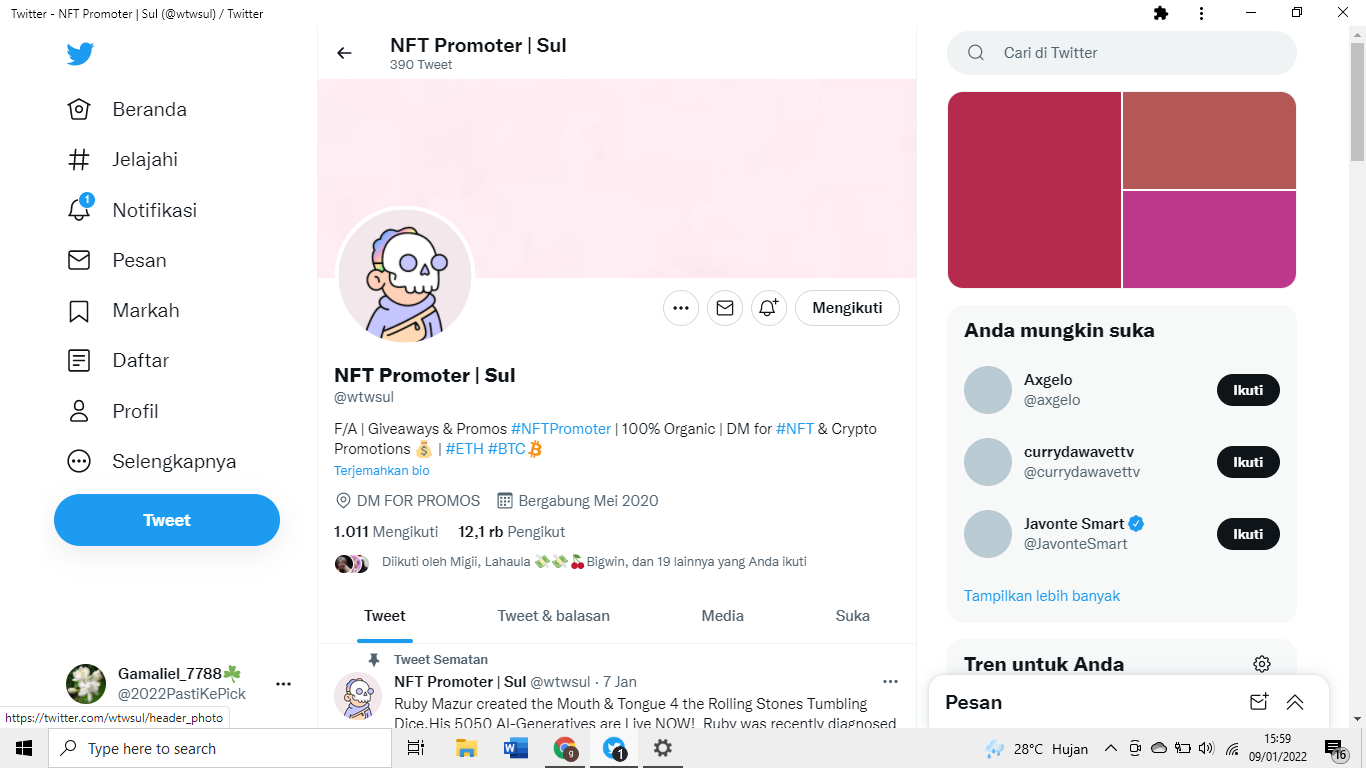 Twitter - NFT Promoter | Sul (@wtwsul) / Twitter
NFT Promoter | Sul
390 Tweet
Cari di Twitter
Beranda
Jelajahi
1
Notifikasi
Pesan
Markah
Daftar
Profil
Selengkapnya
Tweet
Gamaliel_7788☘️
@2022PastiKePick
https://twitter.com/wtwsul/header_photo
Mengikuti
NFT Promoter | Sul
@wtwsul
F/A | Giveaways & Promos #NFTPromoter | 100% Organic | DM for #NFT & Crypto
Promotions 💰 | #ETH #BTC
Terjemahkan bio
DM FOR PROMOS Bergabung Mei 2020
1.011 Mengikuti 12,1 rb Pengikut
Diikuti oleh Migii, Lahaula 💸💸🍒Bigwin, dan 19 lainnya yang Anda ikuti
Tweet Tweet & balasan Media Suka
Tweet Sematan
NFT Promoter | Sul @wtwsul · 7 Jan
Ruby Mazur created the Mouth & Tongue 4 the Rolling Stones Tumbling
Dice.His 5050 AI-Generatives are Live NOW! Ruby was recently diagnosed
Anda mungkin suka
Axgelo
@axgelo
Ikuti
currydawavettv
@currydawavettv
Ikuti
Javonte Smart
@JavonteSmart
Ikuti
Tampilkan lebih banyak
Tren untuk Anda
Pesan
Type here to search
W
g
1
28°C Hujan
15:59
09/01/2022
16